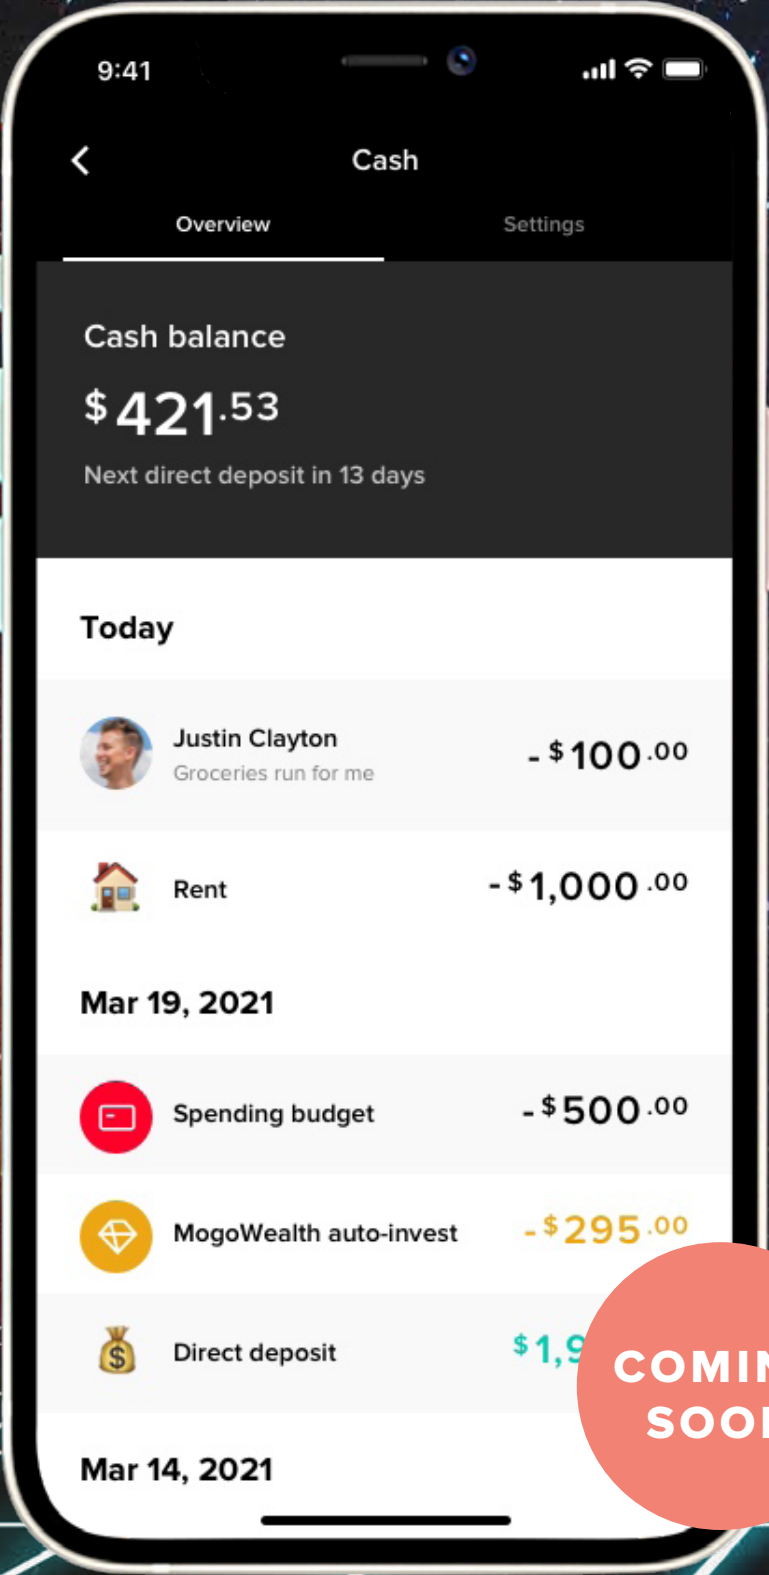 9:41
Cash
Overview Settings
Cash balance
$421.53
Next direct deposit in 13 days
Today
Justin Clayton
Groceries run for me
-$100.00
Rent -$1,000.00
Mar 19, 2021
Spending budget -$500.00
MogoWealth auto-invest -$295.00
Direct deposit
Mar 14, 2021